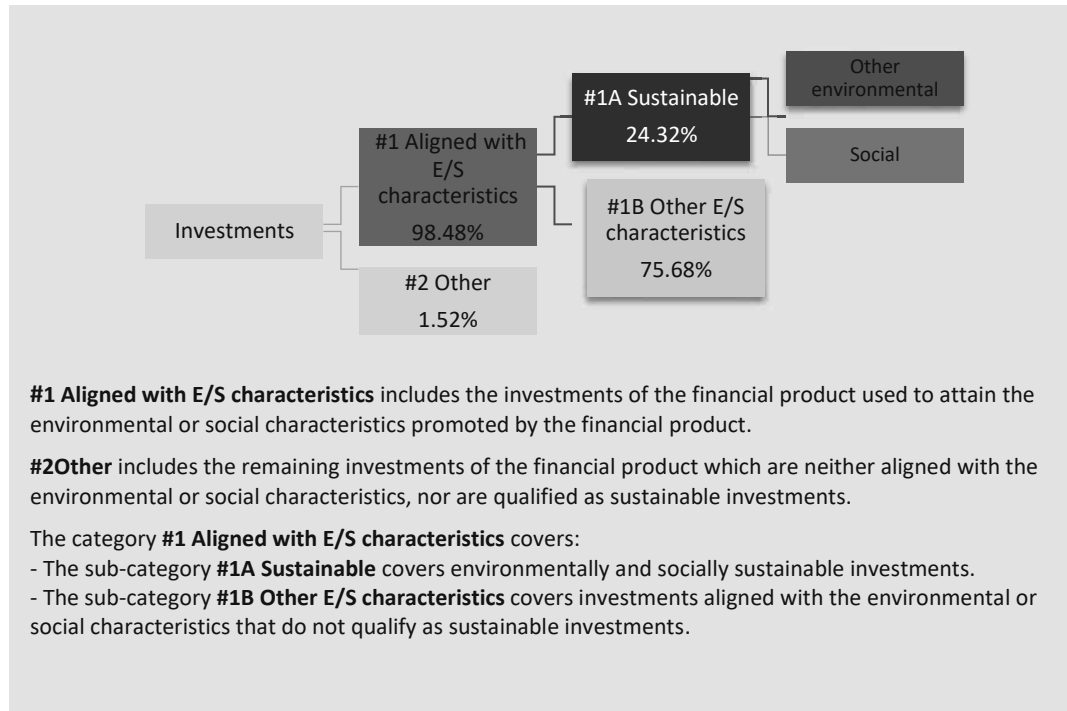 Investments
#1 Aligned with
E/S
characteristics
98.48%
#2 Other
1.52%
#1A Sustainable
24.32%
#1B Other E/S
characteristics
75.68%
Other
environmental
Social
#1 Aligned with E/S characteristics includes the investments of the financial product used to attain the
environmental or social characteristics promoted by the financial product.
#2Other includes the remaining investments of the financial product which are neither aligned with the
environmental or social characteristics, nor are qualified as sustainable investments.
The category #1 Aligned with E/S characteristics covers:
- The sub-category #1A Sustainable covers environmentally and socially sustainable investments.
- The sub-category #1B Other E/S characteristics covers investments aligned with the environmental or
social characteristics that do not qualify as sustainable investments.